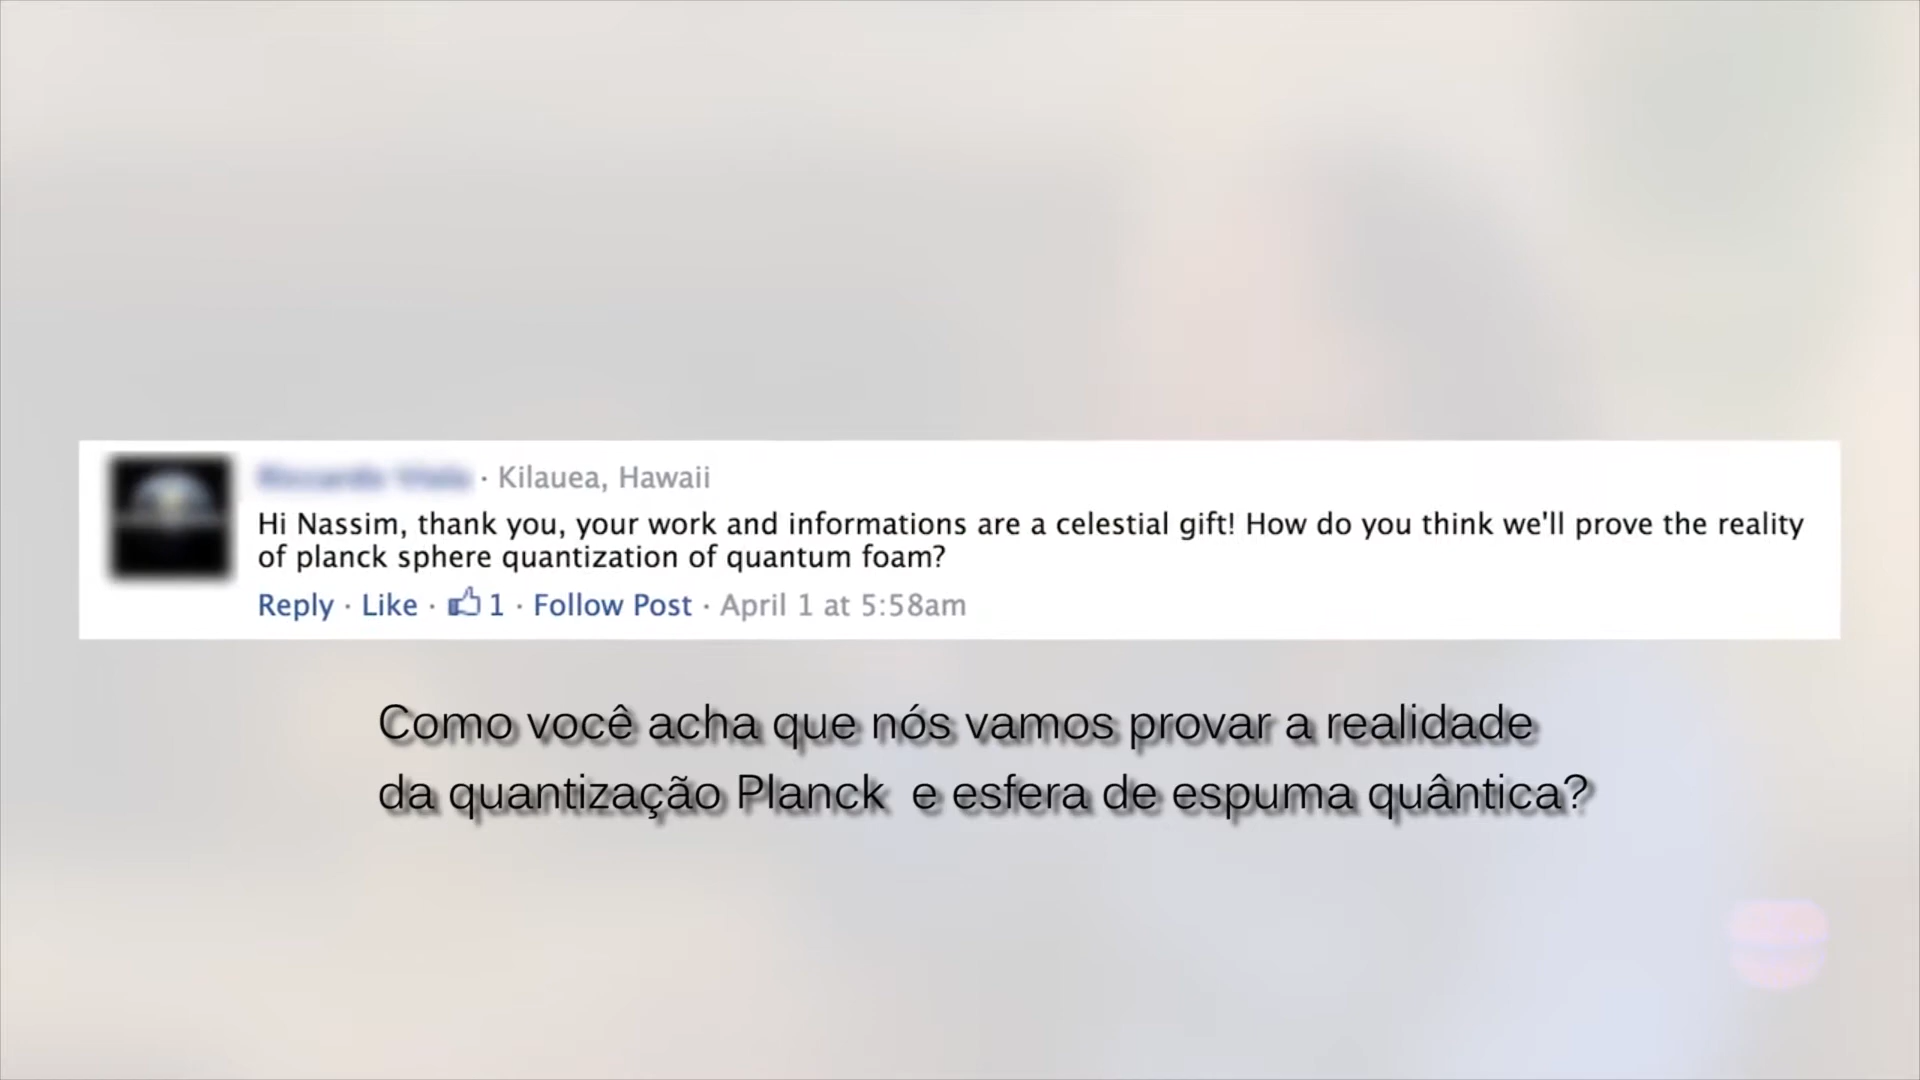 · Kilauea, Hawaii
Hi Nassim, thank you, your work and informations are a celestial gift! How do you think we'll prove the reality
of planck sphere quantization of quantum foam?
Reply · Like · 1 · Follow Post · April 1 at 5:58am
Como você acha que nós vamos provar a realidade
da quantização Planck e esfera de espuma quântica?